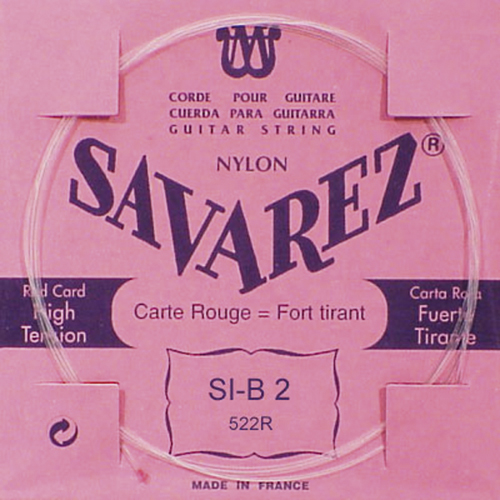 CORDE POUR GUITARE
CUERDA PARA GUITARRA
GUITAR STRING
NYLON
SAVAREZ®
Red Card
High
Tension
Carte Rouge = Fort tirant
Carta Roja
Fuerte
Tirante
SI-B 2
522R
MADE IN FRANCE